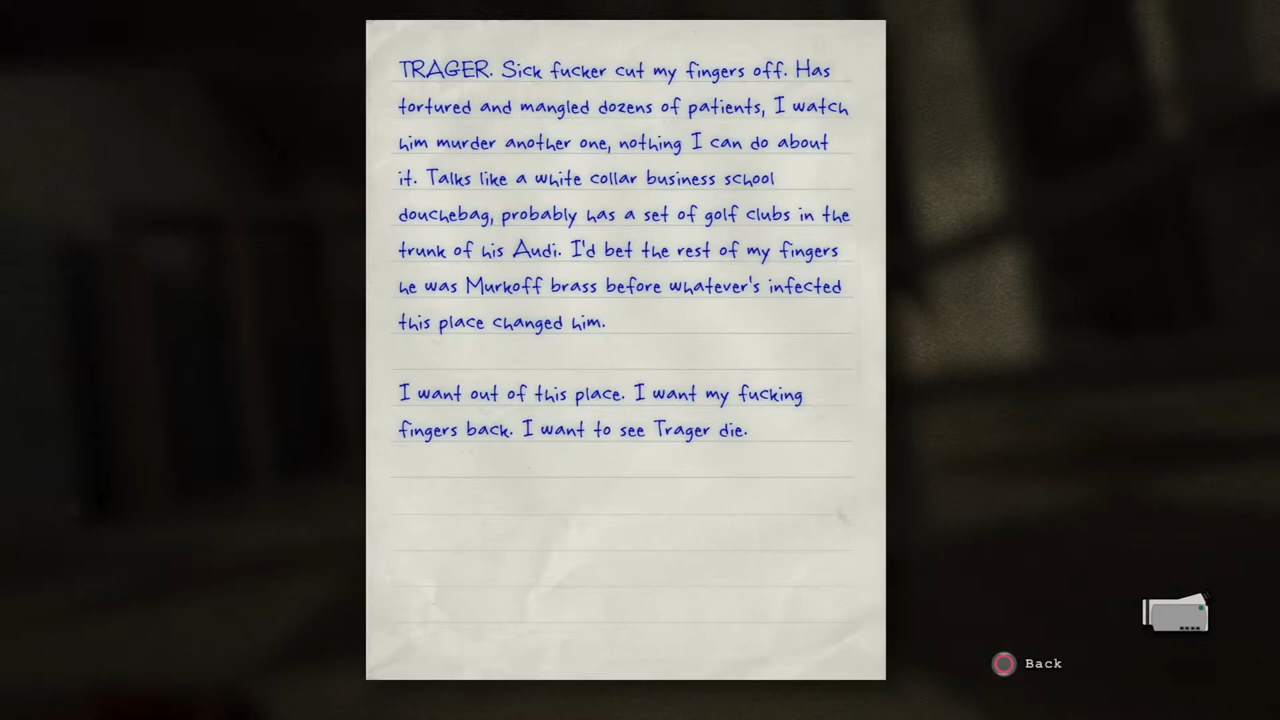 TRAGER. Sick fucker cut my fingers off. Has
tortured and mangled dozens of patients, I watch
him murder another one, nothing I can do about
it. Talks like a white collar business school
douchebag, probably has a set of golf clubs in the
trunk of his Audi. I'd bet the rest of my fingers
he was Murkoff brass before whatever's infected
this place changed him.
I want out of this place. I want my fucking
fingers back. I want to see Trager die.
Back